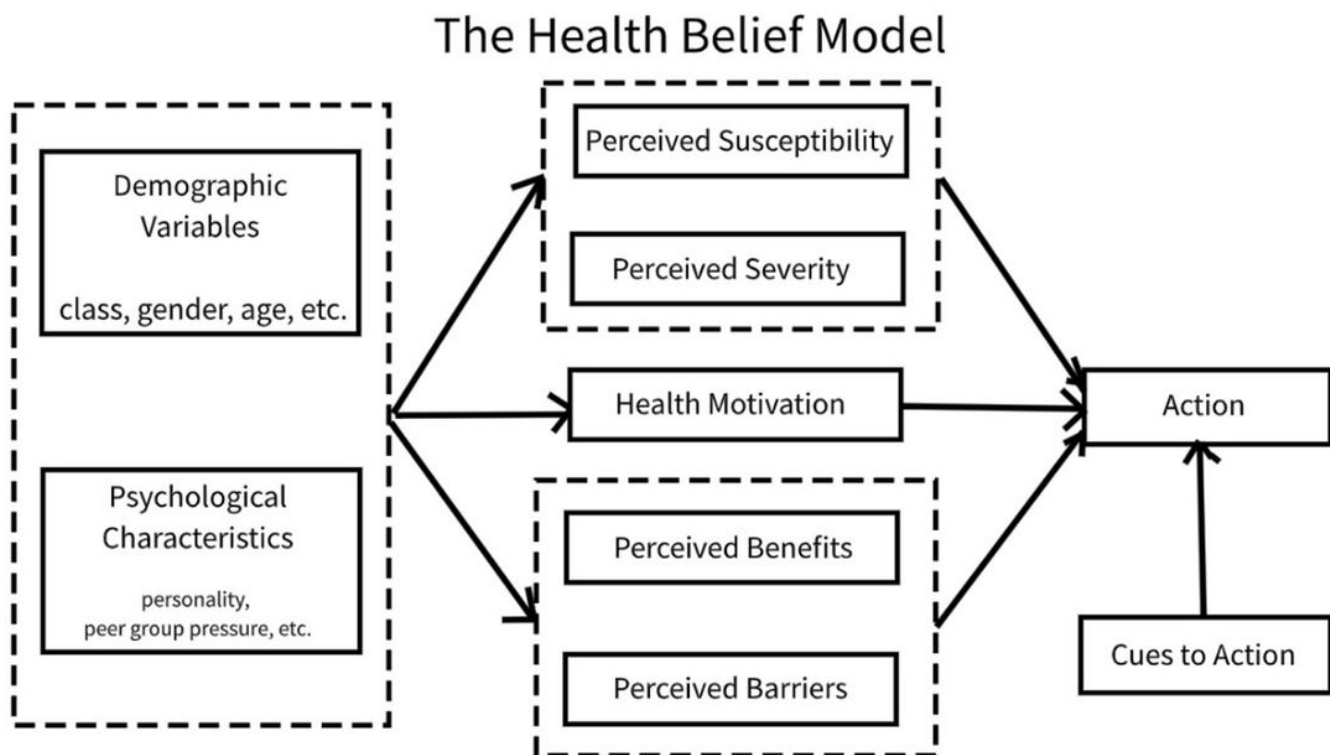 The Health Belief Model
Demographic
Variables
class, gender, age, etc.
Psychological
Characteristics
personality,
peer group pressure, etc.
Perceived Susceptibility
Perceived Severity
Health Motivation
Perceived Benefits
Perceived Barriers
Action
Cues to Action